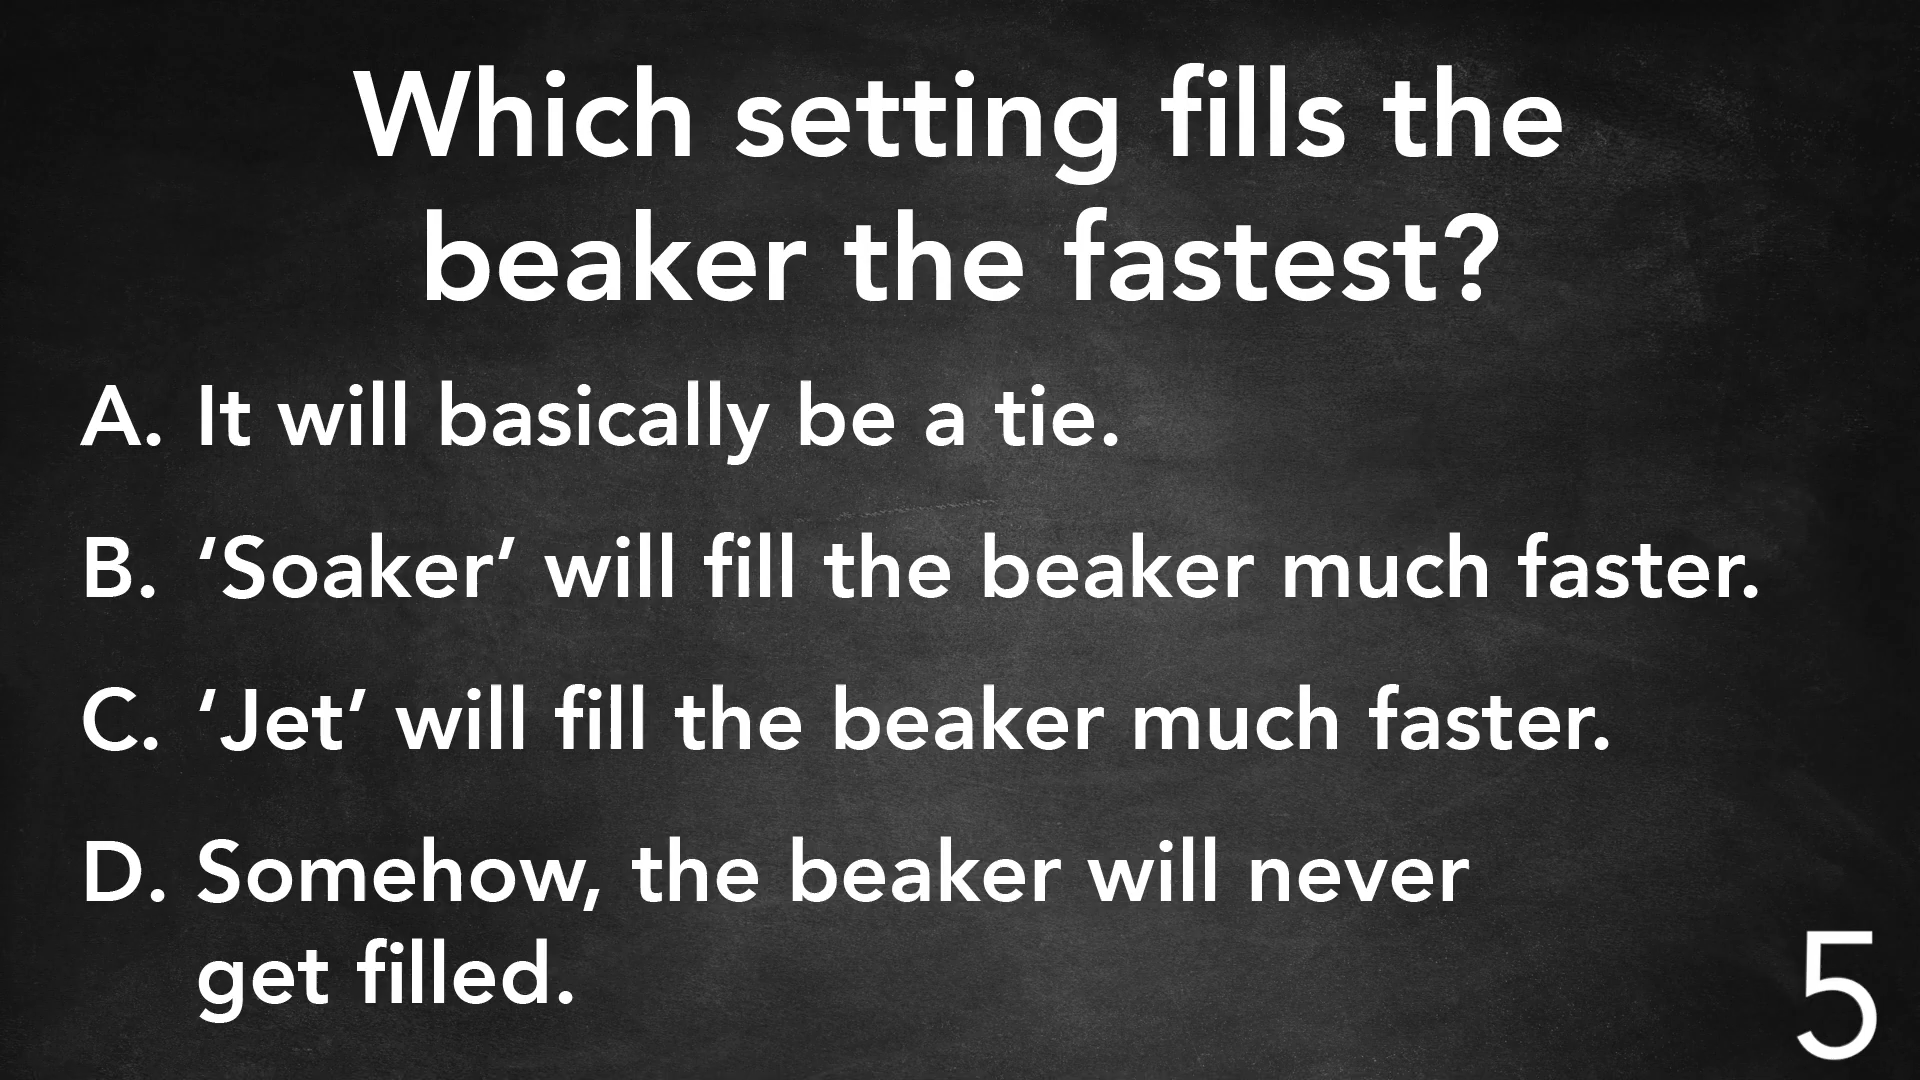 Which setting fills the
beaker the fastest?
A. It will basically be a tie.
B. ‘Soaker’ will fill the beaker much faster.
C. ‘Jet’ will fill the beaker much faster.
D. Somehow, the beaker will never
get filled.
5